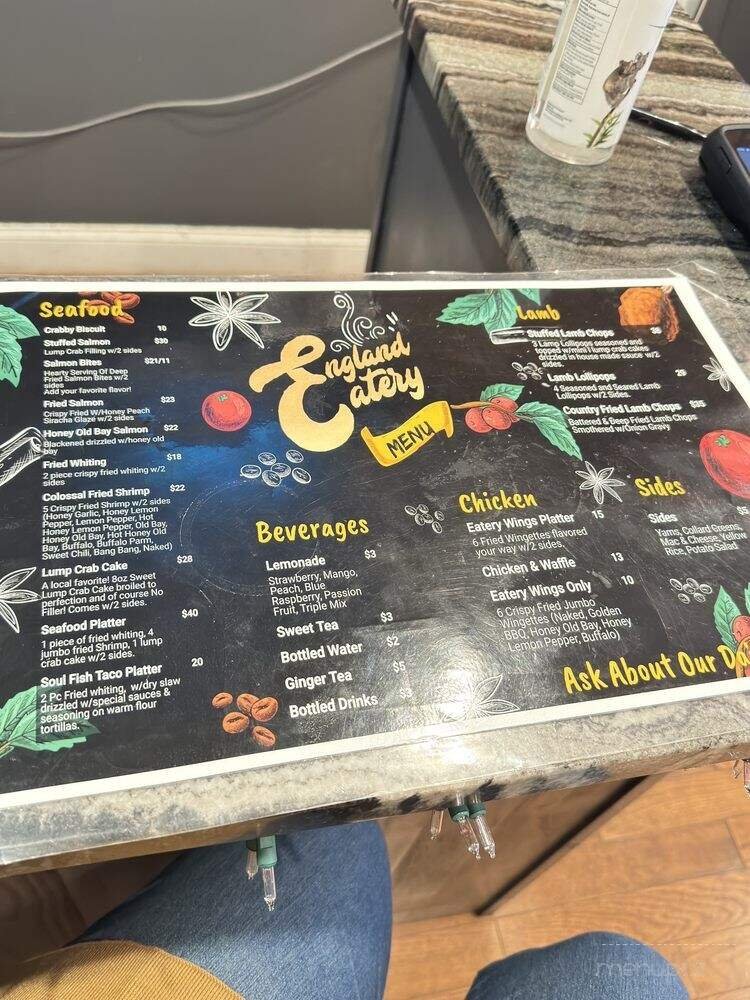 Seafood
Crabby Biscuit 10
Stuffed Salmon $30
Lump Crab Filling w/2 sides
Salmon Bites $21/11
Hearty Serving Of Deep
Fried Salmon Bites w/2
sides
Add your favorite flavor!
Fried Salmon $23
Crispy Fried W/Honey Peach
Siracha Glaze w/2 sides
Honey Old Bay Salmon $22
Blackened drizzled w/honey old
bay
Fried Whiting $18
2 piece crispy fried whiting w/2
sides
Colossal Fried Shrimp $22
5 Crispy Fried Shrimp w/2 sides
(Honey Garlic, Honey Lemon
Pepper, Lemon Pepper, Hot
Honey Lemon Pepper, Old Bay,
Honey Old Bay, Hot Honey Old
Bay, Buffalo, Buffalo Parm,
Sweet Chili, Bang Bang, Naked)
Lump Crab Cake $28
A local favorite! 8oz Sweet
Lump Crab Cake broiled to
perfection and of course No
Filler! Comes w/2 sides.
Seafood Platter $40
1 piece of fried whiting, 4
jumbo fried Shrimp, 1 lump
crab cake w/2 sides.
Soul Fish Taco Platter 20
2 Pc Fried whiting, w/dry slaw
drizzled w/special sauces &
seasoning on warm flour
tortillas.
England
Eatery
MENU
Beverages
Lemonade $3
Strawberry, Mango,
Peach, Blue
Raspberry, Passion
Fruit, Triple Mix
Sweet Tea $3
Bottled Water $2
Ginger Tea $5
Bottled Drinks $3
Lamb
Stuffed Lamb Chops
3 Lamp Lollipops seasoned and
topped w/mini lump crab cakes
drizzled in house made sauce w/2
sides.
Lamb Lollipops
4 Seasoned and Seared Lamb
Lollipops w/2 Sides.
Country Fried Lamb Chops $35
Battered & Deep Fried Lamb Chops
Smothered w/Onion Gravy
Chicken
Eatery Wings Platter 15
6 Fried Wingettes flavored
your way w/2 sides.
Chicken & Waffle 13
Eatery Wings Only 10
6 Crispy Fried Jumbo
Wingettes (Naked, Golden
BBQ, Honey Old Bay, Honey
Lemon Pepper, Buffalo)
Sides
Sides $5
Yams, Collard Greens,
Mac & Cheese, Yellow
Rice, Potato Salad
Ask About Our